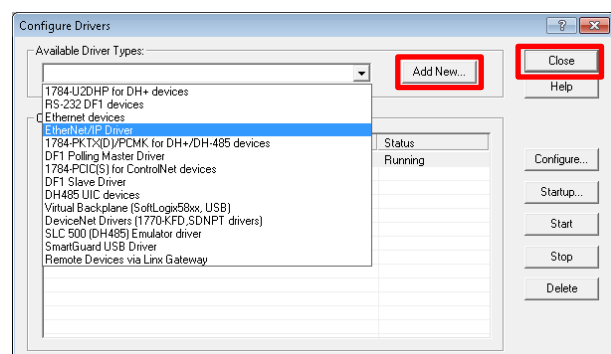 Configure Drivers
Available Driver Types:
Add New...
Close
Help
1784-U2DHP for DH+ devices
RS-232 DF1 devices
Ethernet devices
EtherNet/IP Driver
1784-PKTX(D)/PCMK for DH+/DH-485 devices
DF1 Polling Master Driver
1784-PCIC(S) for ControlNet devices
DF1 Slave Driver
DH485 UIC devices
Virtual Backplane (SoftLogix58xx, USB)
DeviceNet Drivers (1770-KFD,SDNPT drivers)
SLC 500 (DH485) Emulator driver
SmartGuard USB Driver
Remote Devices via Linx Gateway
Status
Running
Configure...
Startup...
Start
Stop
Delete